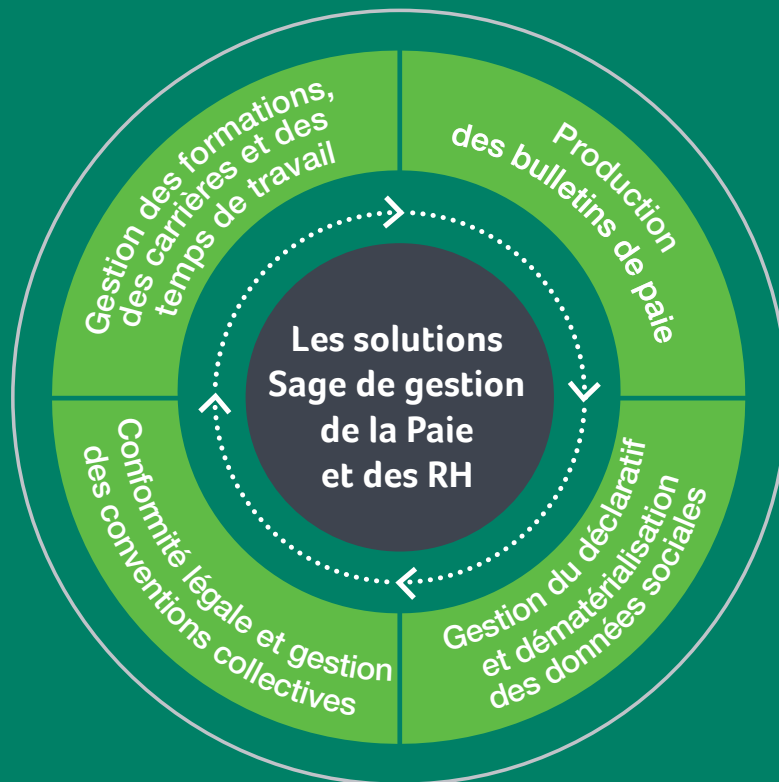 Gestion des formations,
des carrières et des
temps de travail
Production
des bulletins de paie
Les solutions
Sage de gestion
de la Paie
et des RH
Conformité légale et gestion
des conventions collectives
Gestion du déclaratif
et dématérialisation
des données sociales